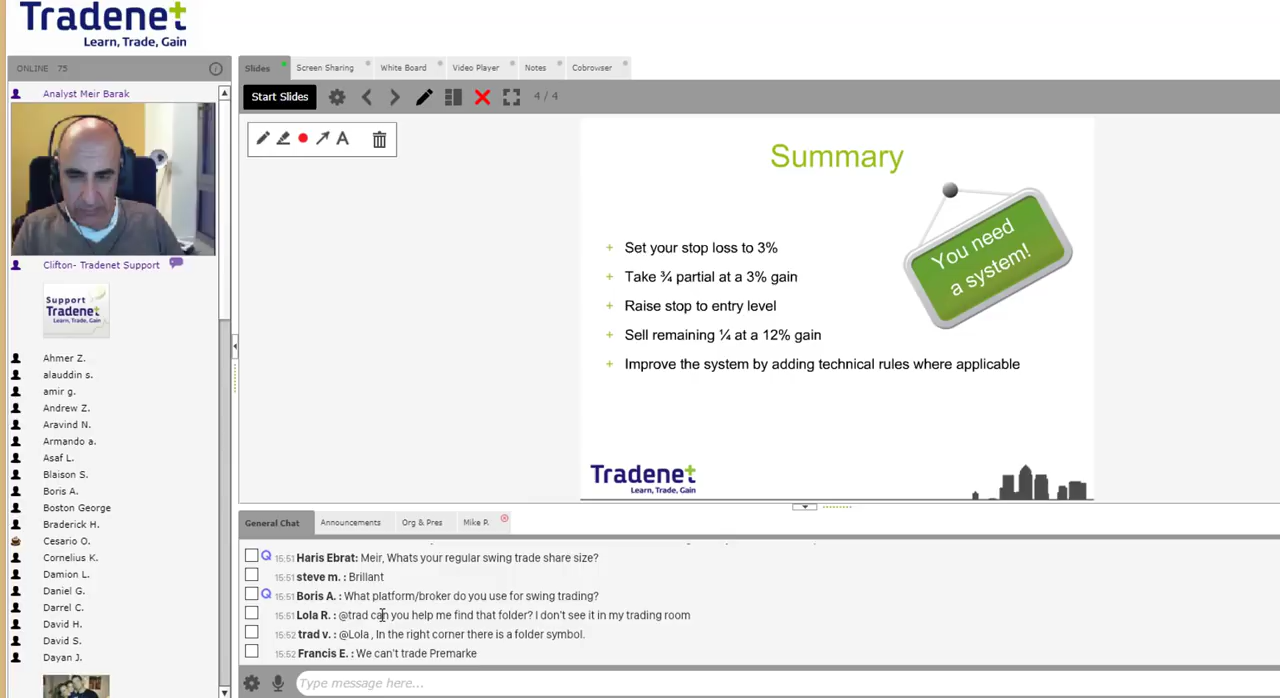 Tradenet
Learn, Trade, Gain
ONLINE 75
Analyst Meir Barak
Clifton- Tradenet Support
Support
Tradenet
Learn, Trade, Gain
Ahmer Z.
alauddin s.
amir g.
Andrew Z.
Aravind N.
Armando a.
Asaf L.
Blaison S.
Boris A.
Boston George
Braderick H.
Cesario O.
Cornelius K.
Damion L.
Daniel G.
Darrel C.
David H.
David S.
Dayan J.
Slides Screen Sharing White Board Video Player Notes Cobrowser
Start Slides 4 / 4
A
Summary
You need
a system!
+ Set your stop loss to 3%
+ Take ¾ partial at a 3% gain
+ Raise stop to entry level
+ Sell remaining ¼ at a 12% gain
+ Improve the system by adding technical rules where applicable
Tradenet
Learn, Trade, Gain
General Chat Announcements Org & Pres Mike P.
Q 15:51 Haris Ebrat: Meir, Whats your regular swing trade share size?
15:51 steve m. : Brillant
Q 15:51 Boris A. : What platform/broker do you use for swing trading?
15:51 Lola R. : @trad can you help me find that folder? I don't see it in my trading room
15:52 trad v. : @Lola , In the right corner there is a folder symbol.
15:52 Francis E. : We can't trade Premarke
Type message here...